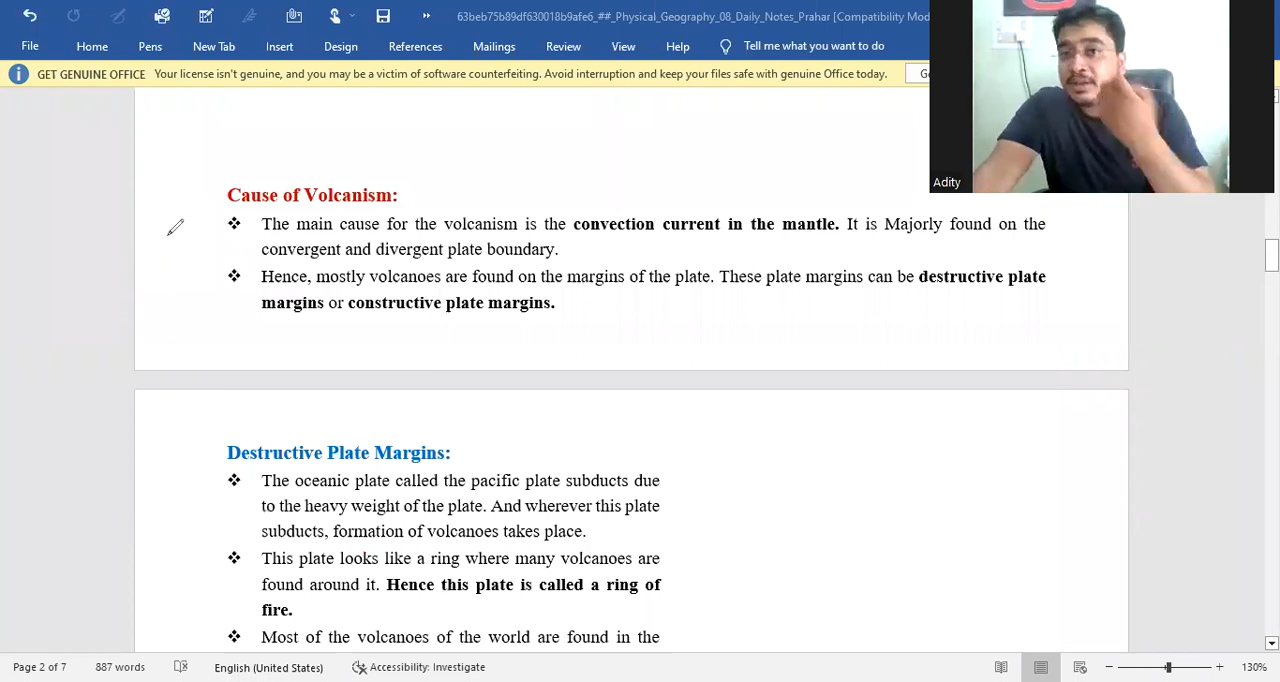 63beb75b89df630018b9afe6_##_Physical_Geography_08_Daily_Notes_Prahar [Compatibility Mod
File Home Pens New Tab Insert Design References Mailings Review View Help Tell me what you want to do
GET GENUINE OFFICE Your license isn't genuine, and you may be a victim of software counterfeiting. Avoid interruption and keep your files safe with genuine Office today.
Adity
Cause of Volcanism:
❖ The main cause for the volcanism is the convection current in the mantle. It is Majorly found on the
convergent and divergent plate boundary.
❖ Hence, mostly volcanoes are found on the margins of the plate. These plate margins can be destructive plate
margins or constructive plate margins.
Destructive Plate Margins:
❖ The oceanic plate called the pacific plate subducts due
to the heavy weight of the plate. And wherever this plate
subducts, formation of volcanoes takes place.
❖ This plate looks like a ring where many volcanoes are
found around it. Hence this plate is called a ring of
fire.
❖ Most of the volcanoes of the world are found in the
Page 2 of 7 887 words English (United States) Accessibility: Investigate 130%